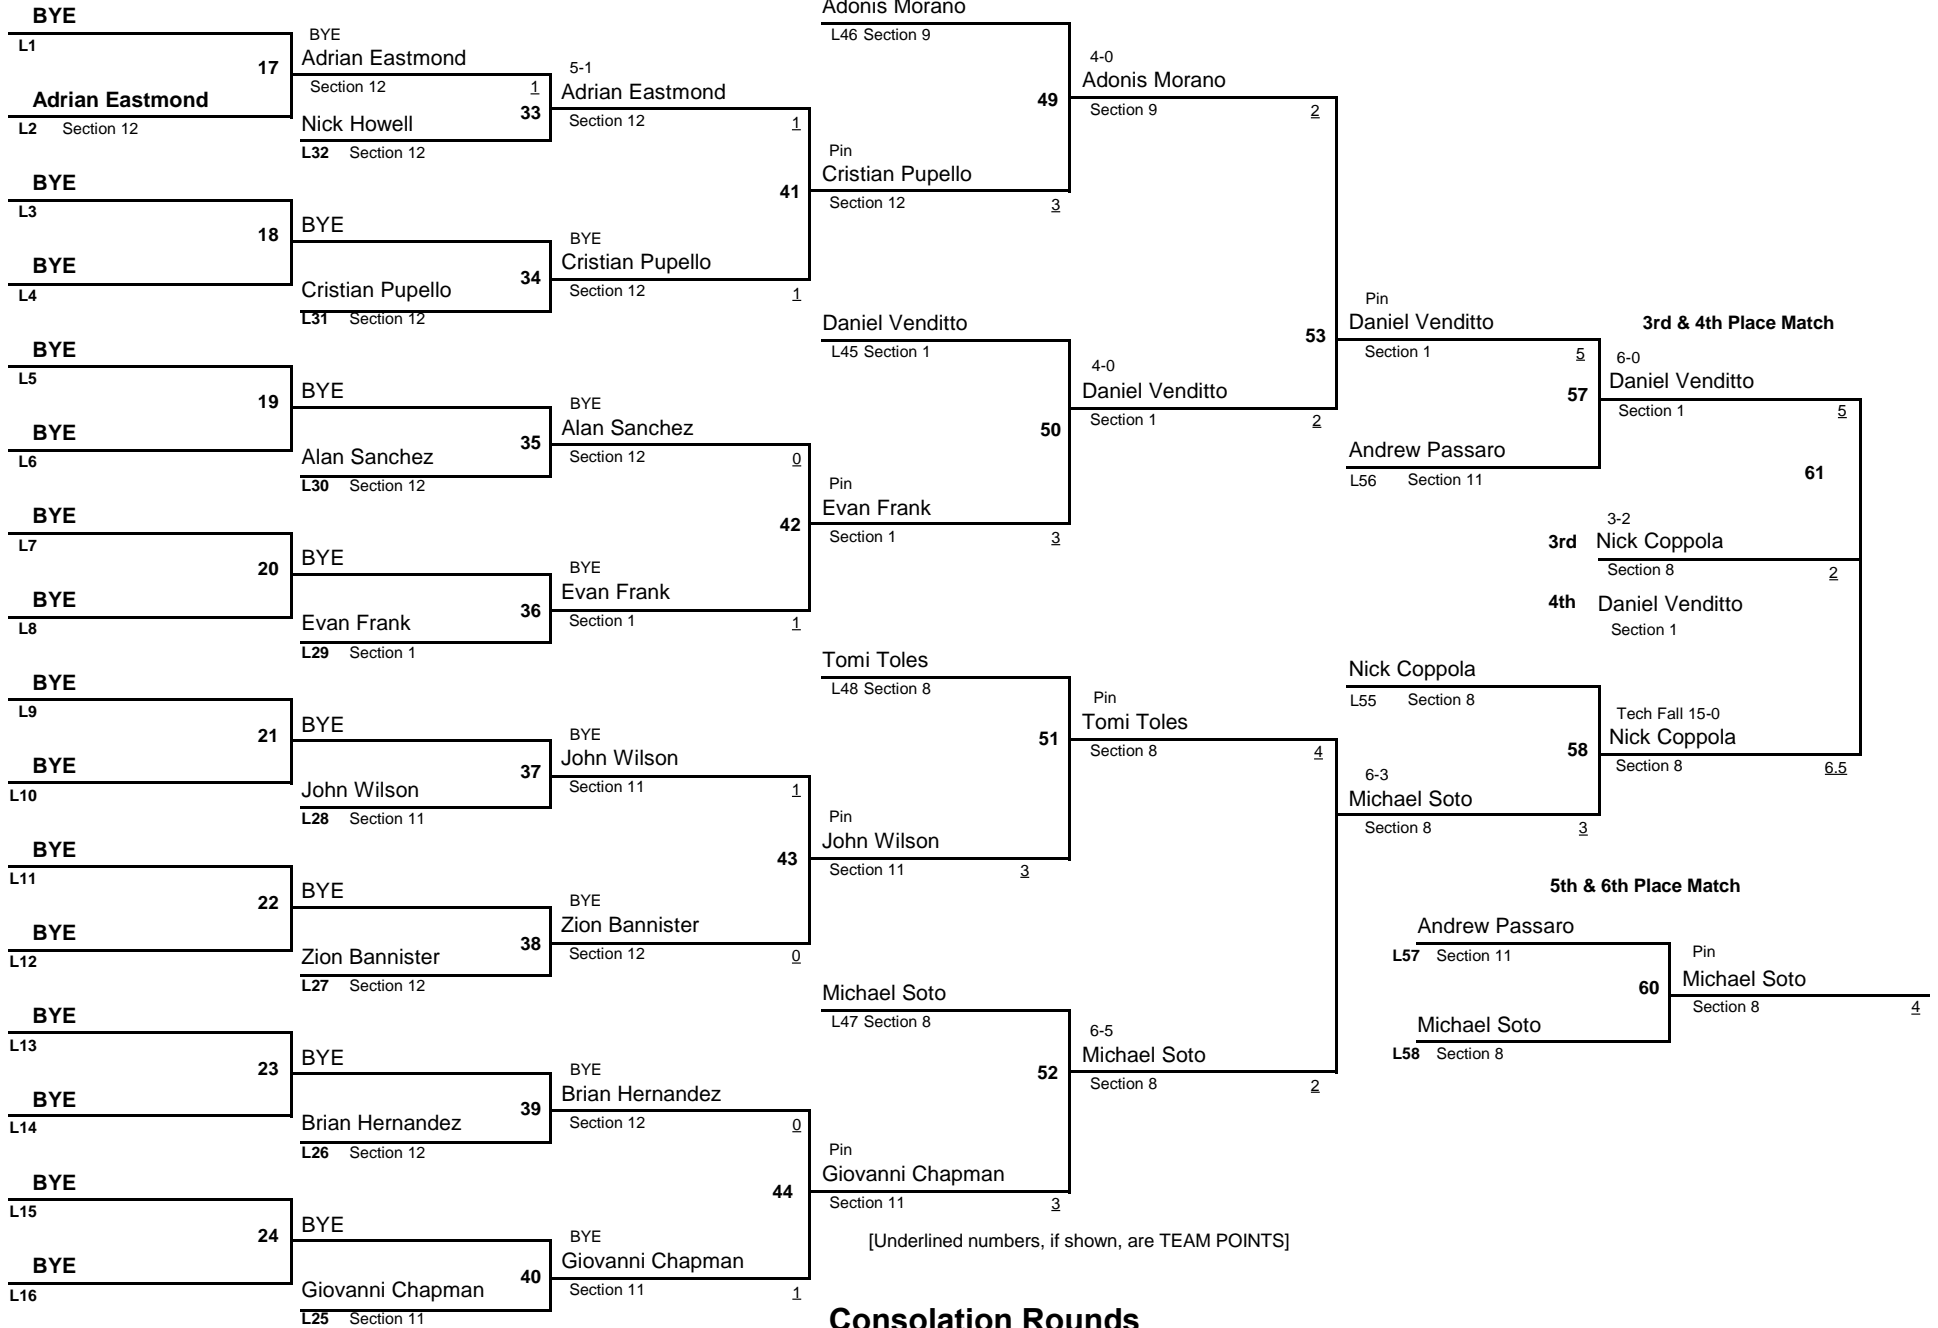 BYE
L1
17
Adrian Eastmond
L2 Section 12
BYE
L3
18
BYE
L4
BYE
L5
19
BYE
L6
BYE
L7
20
BYE
L8
BYE
L9
21
BYE
L10
BYE
L11
22
BYE
L12
BYE
L13
23
BYE
L14
BYE
L15
24
BYE
L16
BYE
Adrian Eastmond
Section 12 1
33
Nick Howell
L32 Section 12
BYE
34
Cristian Pupello
L31 Section 12
BYE
35
Alan Sanchez
L30 Section 12
BYE
36
Evan Frank
L29 Section 1
BYE
37
John Wilson
L28 Section 11
BYE
38
Zion Bannister
L27 Section 12
BYE
39
Brian Hernandez
L26 Section 12
BYE
40
Giovanni Chapman
L25 Section 11
5-1
Adrian Eastmond
Section 12 1
41
BYE
Cristian Pupello
Section 12 1
BYE
Alan Sanchez
Section 12 0
42
BYE
Evan Frank
Section 1 1
BYE
John Wilson
Section 11 1
43
BYE
Zion Bannister
Section 12 0
BYE
Brian Hernandez
Section 12 0
44
BYE
Giovanni Chapman
Section 11 1
Adonis Morano
L46 Section 9
49
Pin
Cristian Pupello
Section 12 3
Daniel Venditto
L45 Section 1
50
Pin
Evan Frank
Section 1 3
Tomi Toles
L48 Section 8
51
Pin
John Wilson
Section 11 3
Michael Soto
L47 Section 8
52
Pin
Giovanni Chapman
Section 11 3
[Underlined numbers, if shown, are TEAM POINTS]
Consolation Rounds
4-0
Adonis Morano
Section 9 2
53
4-0
Daniel Venditto
Section 1 2
Pin
Tomi Toles
Section 8 4
6-5
Michael Soto
Section 8 2
Pin
Daniel Venditto
Section 1 5
57
Andrew Passaro
L56 Section 11
Nick Coppola
L55 Section 8
58
6-3
Michael Soto
Section 8 3
3rd & 4th Place Match
6-0
Daniel Venditto
Section 1 5
61
3-2
3rd Nick Coppola
Section 8 2
4th Daniel Venditto
Section 1
Tech Fall 15-0
Nick Coppola
Section 8 6.5
5th & 6th Place Match
Andrew Passaro
L57 Section 11
60
Michael Soto
L58 Section 8
Pin
Michael Soto
Section 8 4